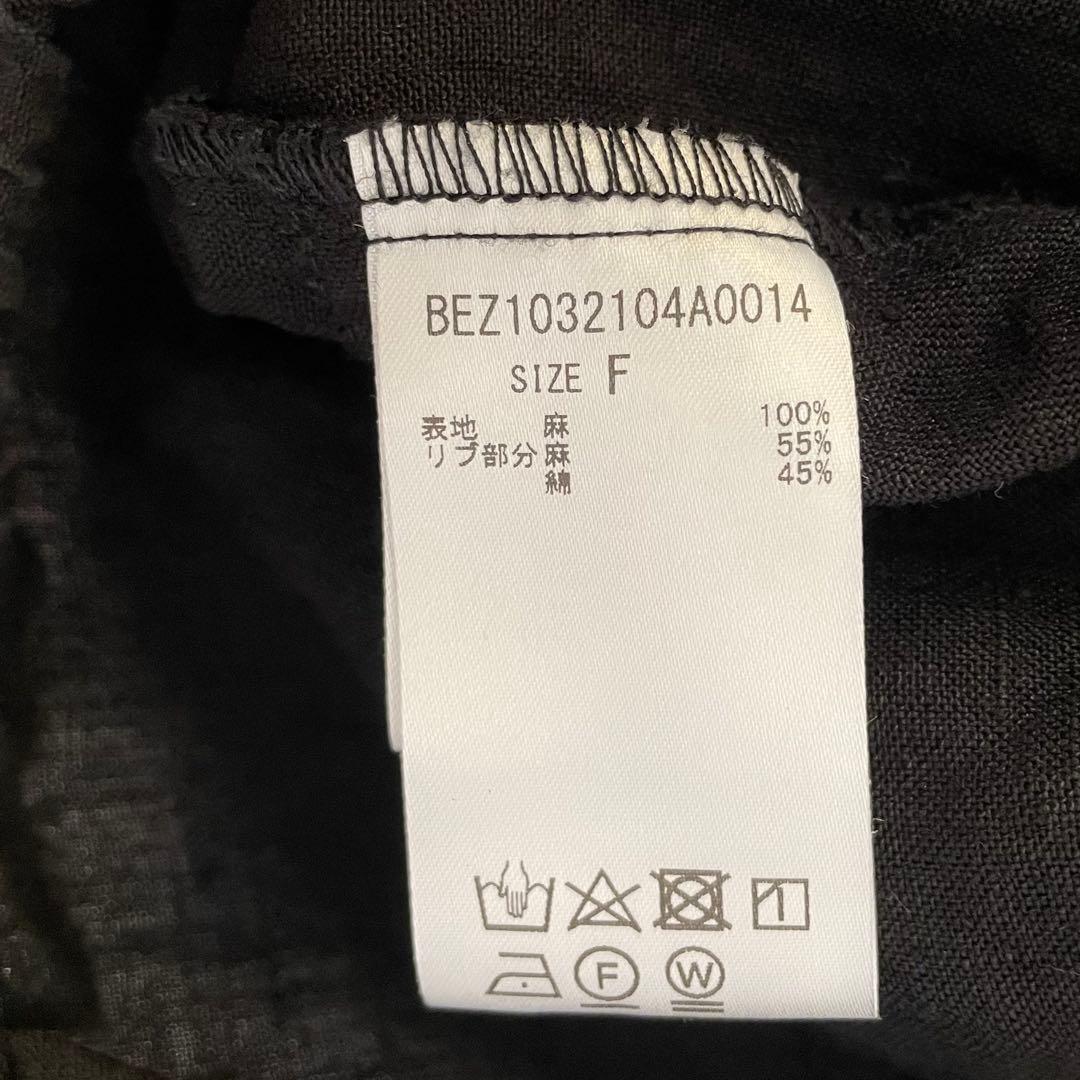 BEZ1032104A0014
SIZE F
表地 麻 100%
リブ部分 麻 55%
綿 45%
F W